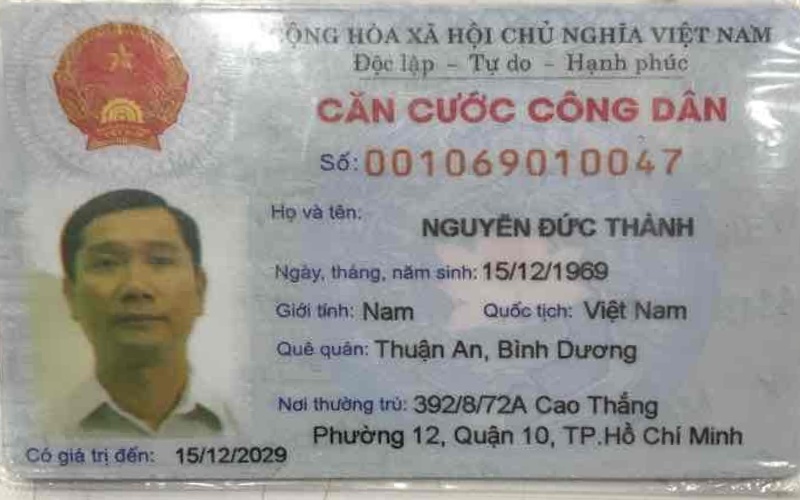 CỘNG HÒA XÃ HỘI CHỦ NGHĨA VIỆT NAM
Độc lập - Tự do - Hạnh phúc
CĂN CƯỚC CÔNG DÂN
Số: 001069010047
Họ và tên: NGUYỄN ĐỨC THÀNH
Ngày, tháng, năm sinh: 15/12/1969
Giới tính: Nam Quốc tịch: Việt Nam
Quê quán: Thuận An, Bình Dương
Nơi thường trú: 392/8/72A Cao Thắng
Phường 12, Quận 10, TP.Hồ Chí Minh
Có giá trị đến: 15/12/2029